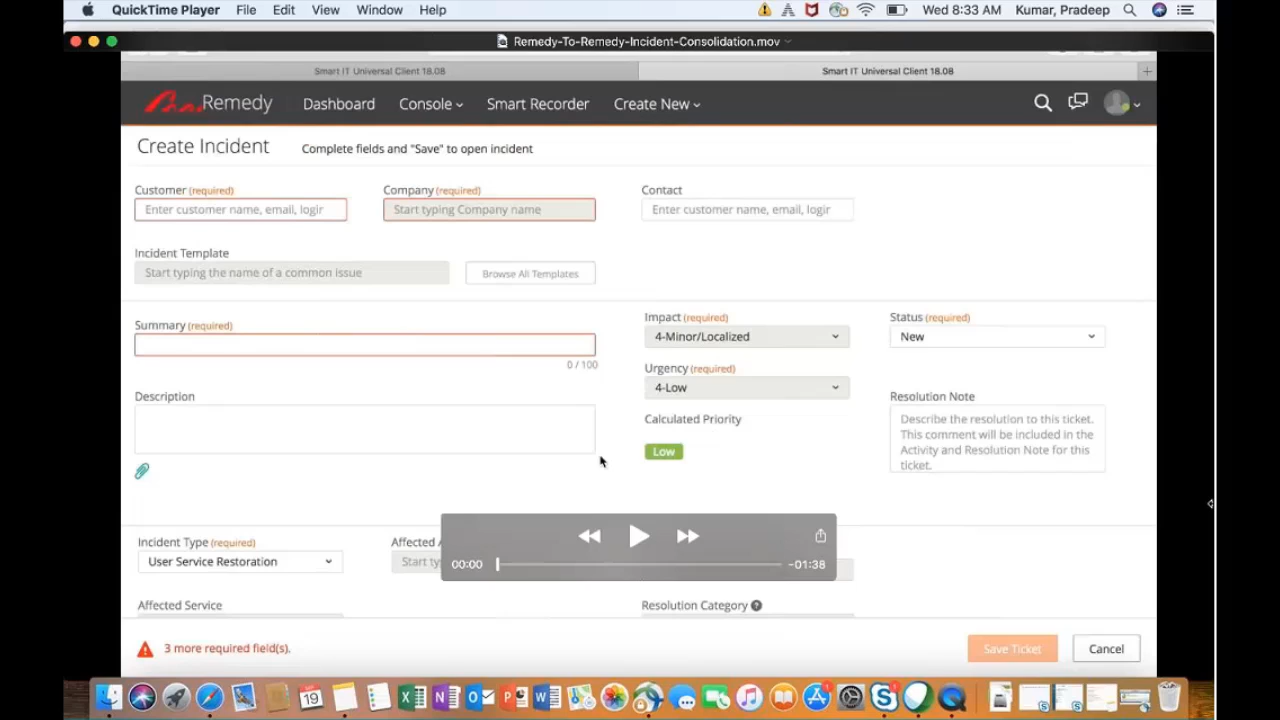 QuickTime Player File Edit View Window Help Wed 8:33 AM Kumar, Pradeep
Remedy-To-Remedy-Incident-Consolidation.mov
Smart IT Universal Client 18.08 Smart IT Universal Client 18.08 +
Remedy Dashboard Console Smart Recorder Create New
Create Incident Complete fields and "Save" to open incident
Customer (required) Company (required) Contact
Enter customer name, email, login Start typing Company name Enter customer name, email, login
Incident Template
Start typing the name of a common issue Browse All Templates
Summary (required) Impact (required) Status (required)
4-Minor/Localized New
0 / 100
Urgency (required)
4-Low
Description Resolution Note
Calculated Priority
Describe the resolution to this ticket.
This comment will be included in the
Activity and Resolution Note for this
ticket.
Low
Incident Type (required) Affected A
User Service Restoration Start ty
00:00 -01:38
Affected Service Resolution Category ?
3 more required field(s). Save Ticket Cancel
19